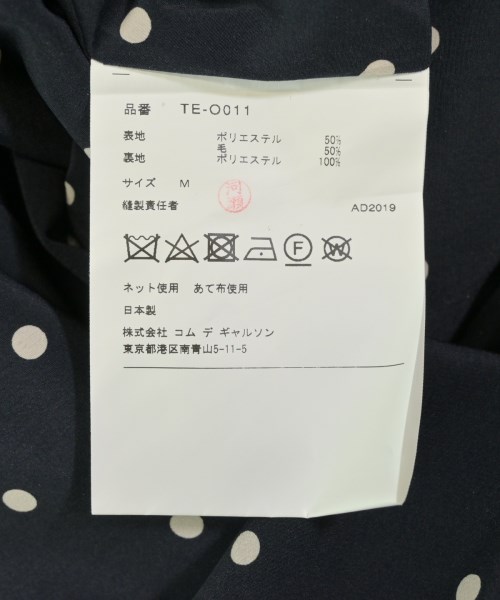 品番 TE-O011
表地 ポリエステル 50%
毛 50%
裏地 ポリエステル 100%
サイズ M
縫製責任者 河瀬 AD2019
F W
ネット使用 あて布使用
日本製
株式会社 コム デ ギャルソン
東京都港区南青山5-11-5